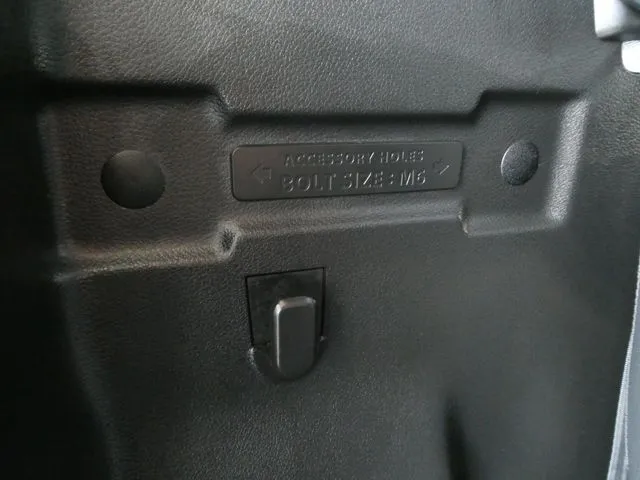 ACCESSORY HOLES
BOLT SIZE : M6